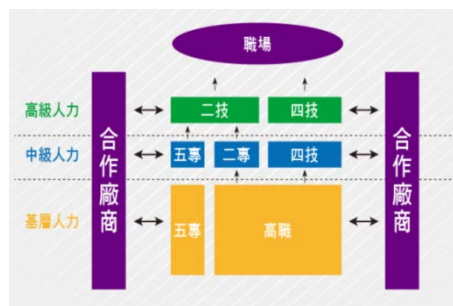 職場
高級人力
二技
四技
中級人力
五專
二專
四技
基層人力
五專
高職
合作廠商
合作廠商